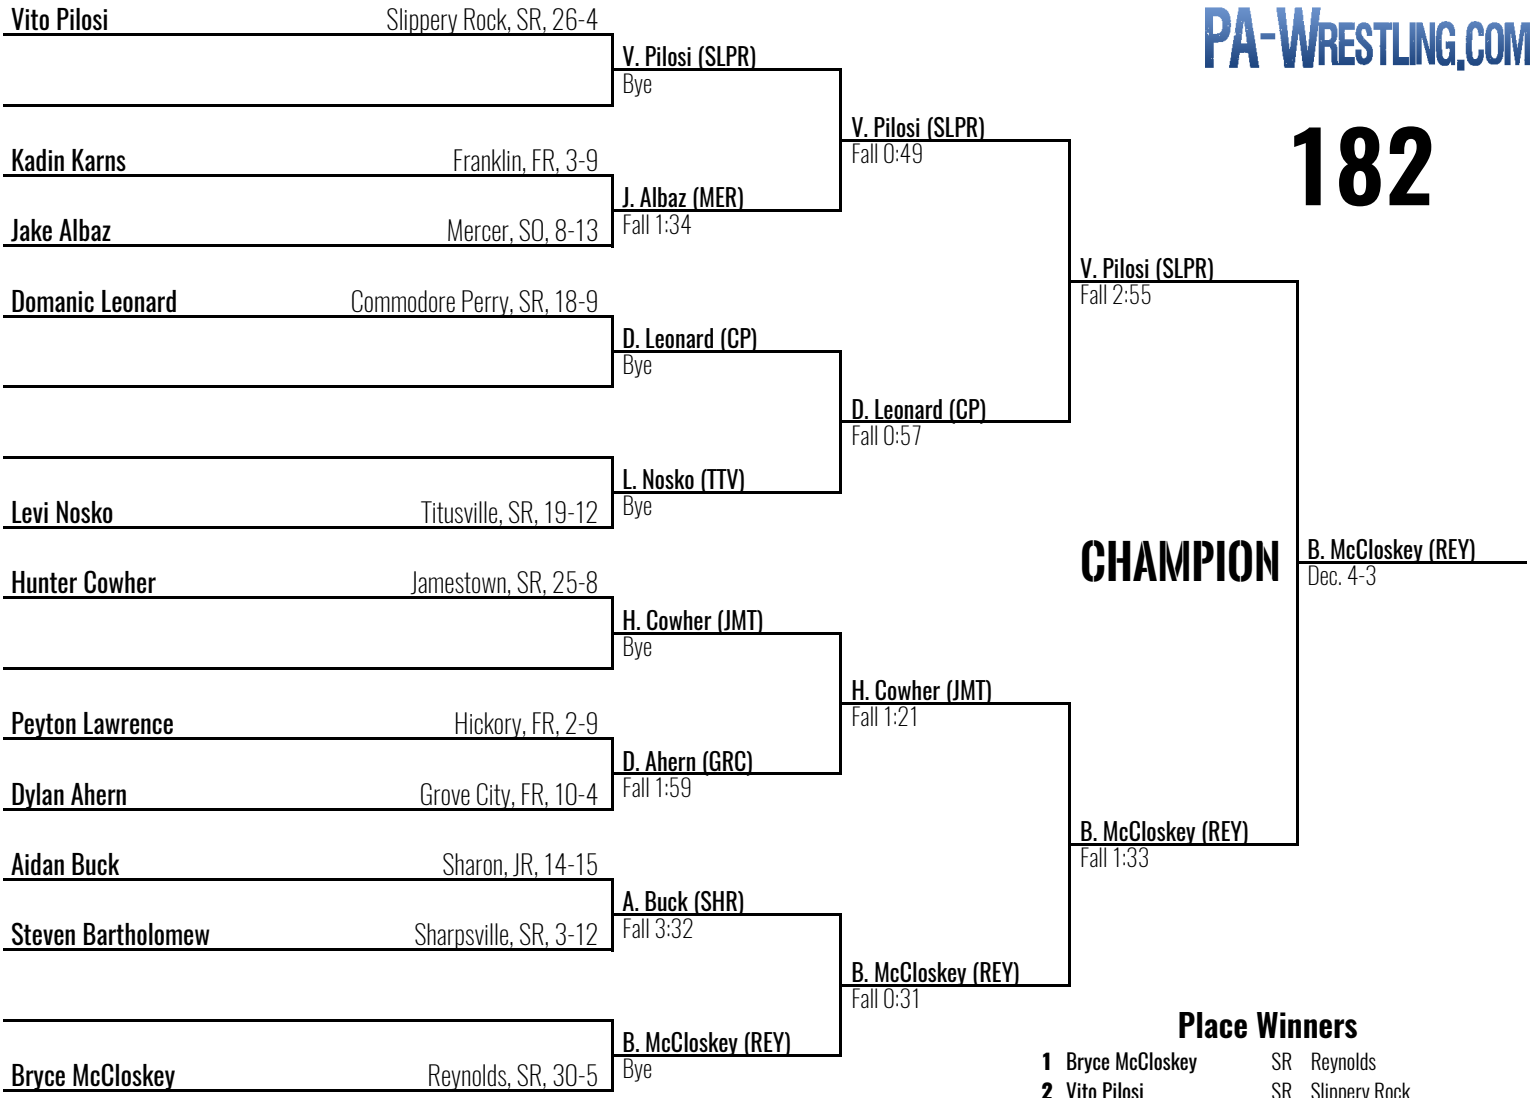 PA-WRESTLING.COM
182
Vito Pilosi Slippery Rock, SR, 26-4
V. Pilosi (SLPR)
Bye
Kadin Karns Franklin, FR, 3-9
V. Pilosi (SLPR)
Fall 0:49
J. Albaz (MER)
Fall 1:34
Jake Albaz Mercer, SO, 8-13
V. Pilosi (SLPR)
Fall 2:55
Domanic Leonard Commodore Perry, SR, 18-9
D. Leonard (CP)
Bye
D. Leonard (CP)
Fall 0:57
L. Nosko (TTV)
Bye
Levi Nosko Titusville, SR, 19-12
CHAMPION
B. McCloskey (REY)
Dec. 4-3
Hunter Cowher Jamestown, SR, 25-8
H. Cowher (JMT)
Bye
H. Cowher (JMT)
Fall 1:21
Peyton Lawrence Hickory, FR, 2-9
D. Ahern (GRC)
Fall 1:59
Dylan Ahern Grove City, FR, 10-4
B. McCloskey (REY)
Fall 1:33
Aidan Buck Sharon, JR, 14-15
A. Buck (SHR)
Fall 3:32
Steven Bartholomew Sharpsville, SR, 3-12
B. McCloskey (REY)
Fall 0:31
B. McCloskey (REY)
Bye
Bryce McCloskey Reynolds, SR, 30-5
Place Winners
1 Bryce McCloskey SR Reynolds
2 Vito Pilosi SR Slippery Rock